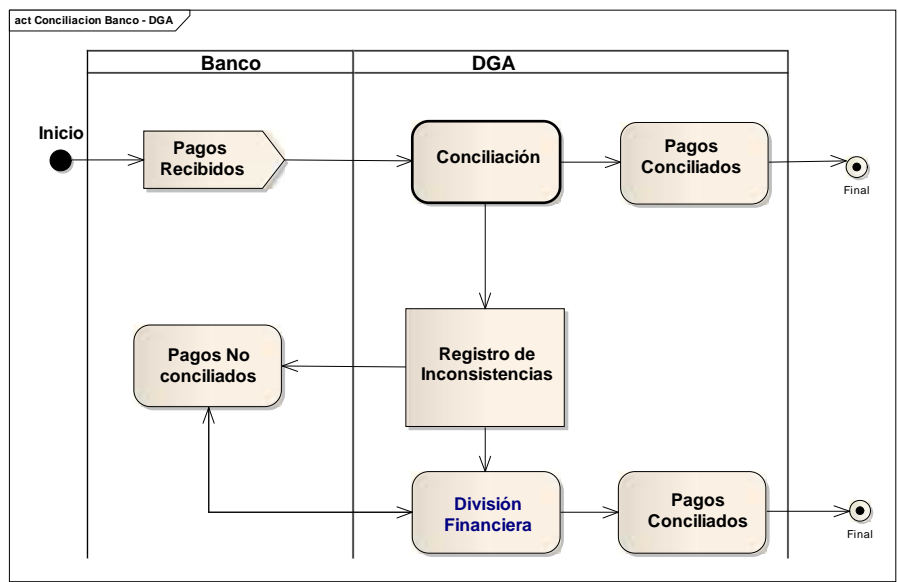 act Conciliacion Banco - DGA
Banco
DGA
Inicio
Pagos
Recibidos
Conciliación
Pagos
Conciliados
Final
Pagos No
conciliados
Registro de
Inconsistencias
División
Financiera
Pagos
Conciliados
Final